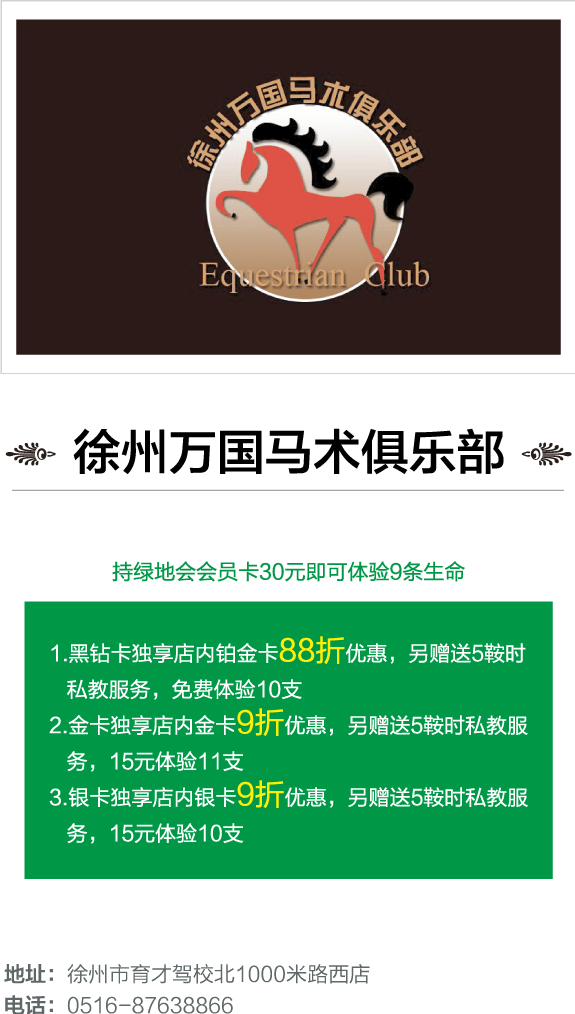 徐州万国马术俱乐部
Equestrian Club
徐州万国马术俱乐部
持绿地会会员卡30元即可体验9条生命
1.黑钻卡独享店内铂金卡88折优惠，另赠送5鞍时
私教服务，免费体验10支
2.金卡独享店内金卡9折优惠，另赠送5鞍时私教服
务，15元体验11支
3.银卡独享店内银卡9折优惠，另赠送5鞍时私教服
务，15元体验10支
地址：徐州市育才驾校北1000米路西店
电话：0516-87638866